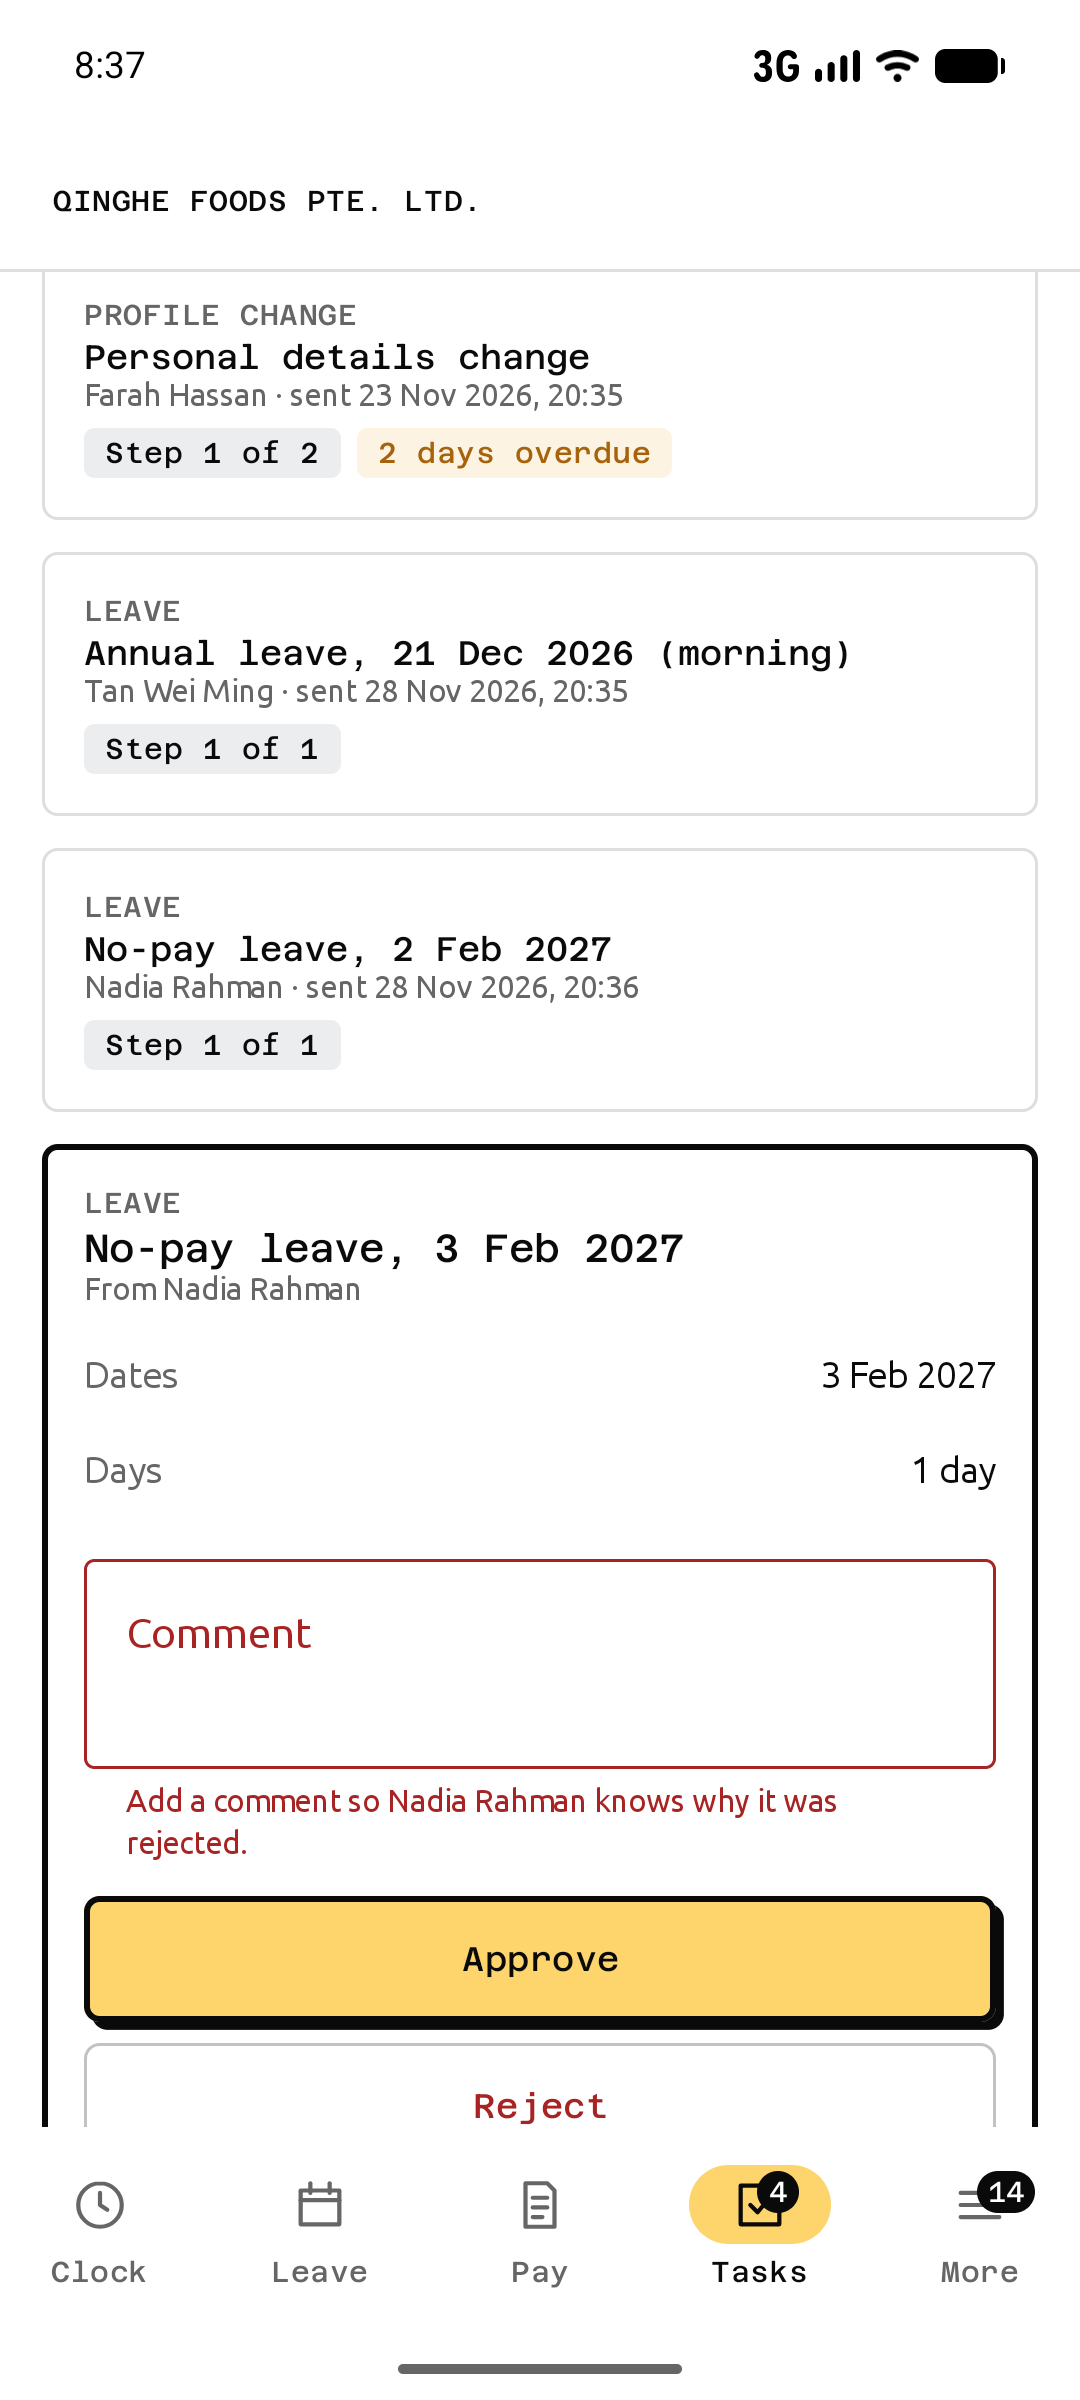 8:37
3G
QINGHE FOODS PTE. LTD.
PROFILE CHANGE
Personal details change
Farah Hassan · sent 23 Nov 2026, 20:35
Step 1 of 2
2 days overdue
LEAVE
Annual leave, 21 Dec 2026 (morning)
Tan Wei Ming · sent 28 Nov 2026, 20:35
Step 1 of 1
LEAVE
No-pay leave, 2 Feb 2027
Nadia Rahman · sent 28 Nov 2026, 20:36
Step 1 of 1
LEAVE
No-pay leave, 3 Feb 2027
From Nadia Rahman
Dates
3 Feb 2027
Days
1 day
Comment
Add a comment so Nadia Rahman knows why it was
rejected.
Approve
Reject
4
14
Clock
Leave
Pay
Tasks
More